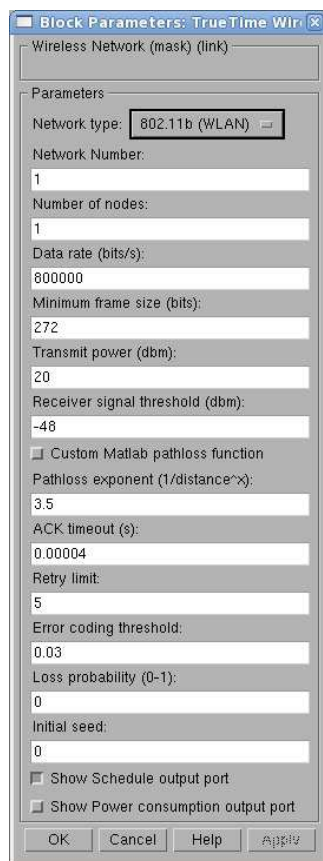 Block Parameters: TrueTime Wir
Wireless Network (mask) (link)
Parameters
Network type: 802.11b (WLAN)
Network Number:
1
Number of nodes:
1
Data rate (bits/s):
800000
Minimum frame size (bits):
272
Transmit power (dbm):
20
Receiver signal threshold (dbm):
-48
Custom Matlab pathloss function
Pathloss exponent (1/distance^x):
3.5
ACK timeout (s):
0.00004
Retry limit:
5
Error coding threshold:
0.03
Loss probability (0-1):
0
Initial seed:
0
Show Schedule output port
Show Power consumption output port
OK Cancel Help Apply